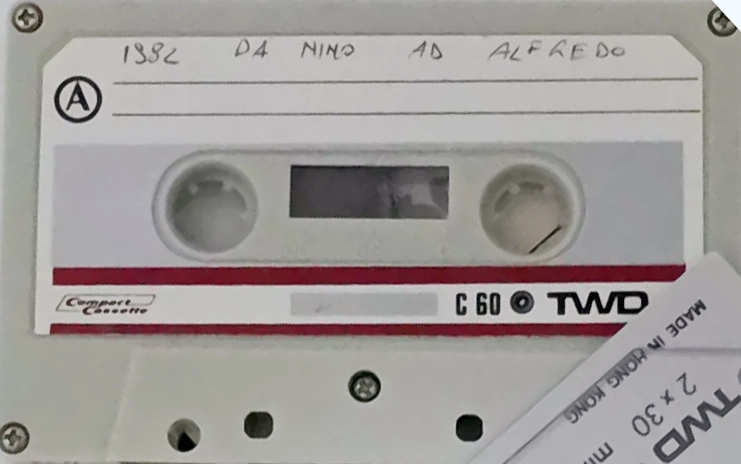 1982 DA NINO AD ALFREDO
A
Compact
Cassette
C 60 TWD
MADE IN HONG KONG
2 x 30
TWD